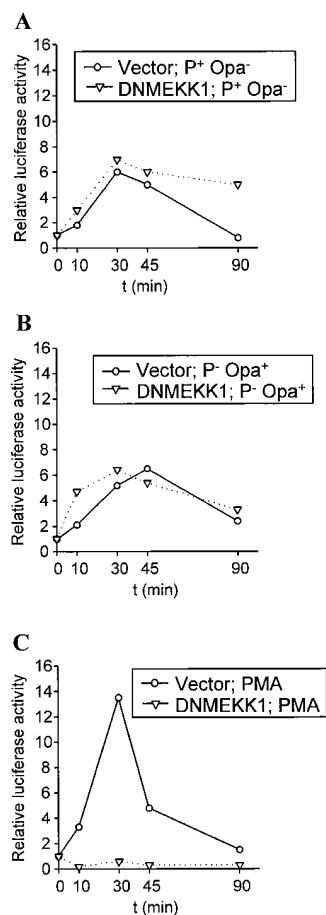 A
16
14
12
10
8
6
4
2
0
Relative luciferase activity
Vector; P⁺ Opa⁻
DNMEKK1; P⁺ Opa⁻
0 10 30 45 90
t (min)
B
16
14
12
10
8
6
4
2
0
Relative luciferase activity
Vector; P⁻ Opa⁺
DNMEKK1; P⁻ Opa⁺
0 10 30 45 90
t (min)
C
16
14
12
10
8
6
4
2
0
Relative luciferase activity
Vector; PMA
DNMEKK1; PMA
0 10 30 45 90
t (min)